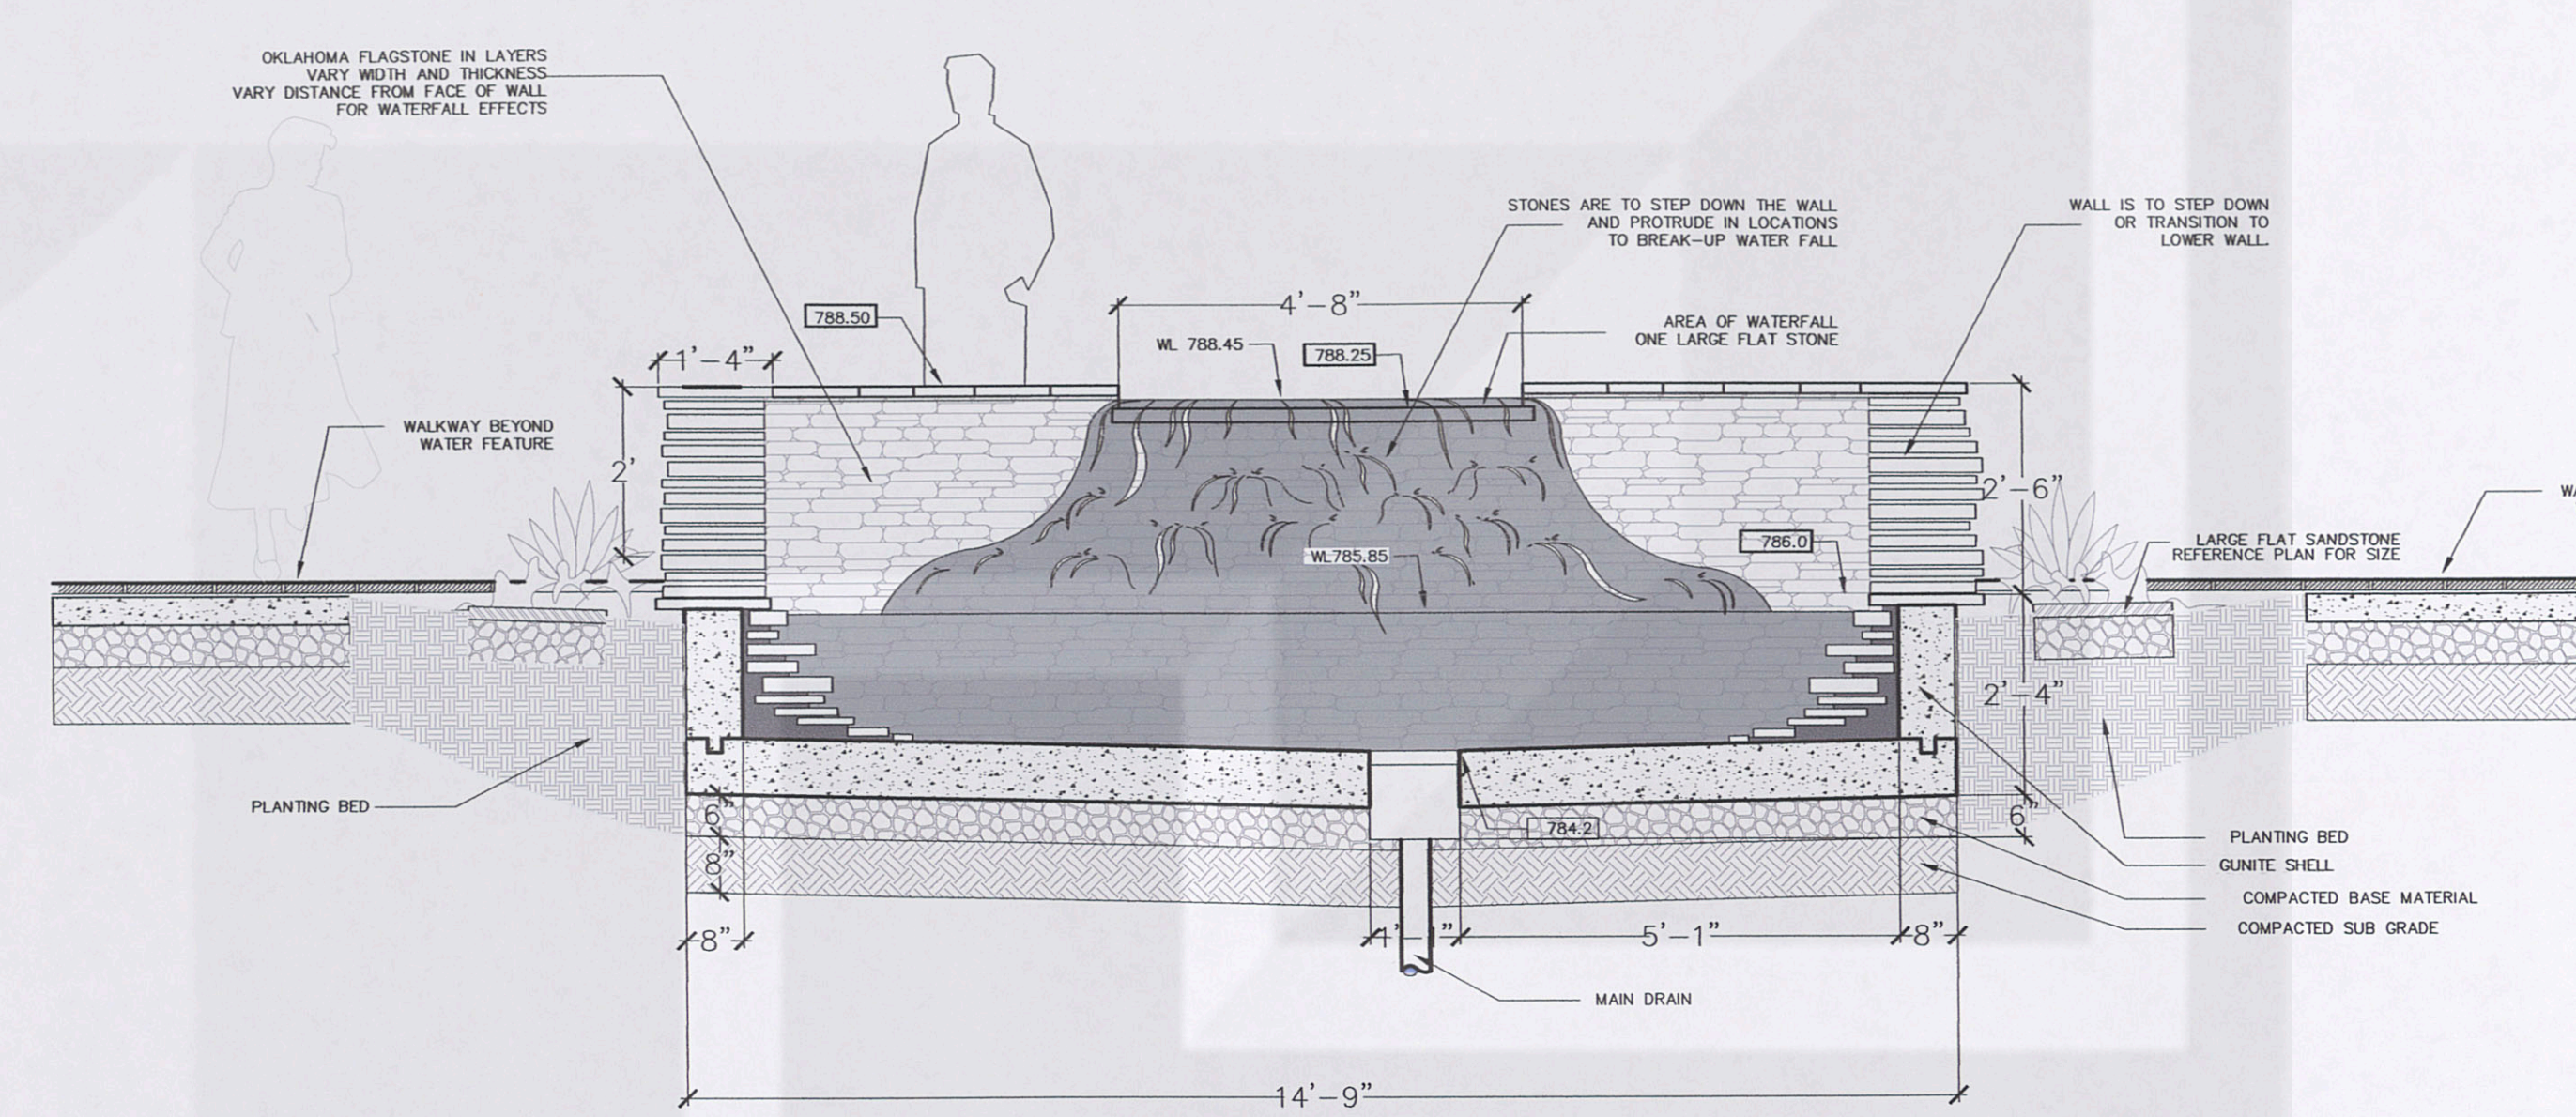 OKLAHOMA FLAGSTONE IN LAYERS
VARY WIDTH AND THICKNESS
VARY DISTANCE FROM FACE OF WALL
FOR WATERFALL EFFECTS
STONES ARE TO STEP DOWN THE WALL
AND PROTRUDE IN LOCATIONS
TO BREAK-UP WATER FALL
WALL IS TO STEP DOWN
OR TRANSITION TO
LOWER WALL.
4'-8"
788.50
AREA OF WATERFALL
ONE LARGE FLAT STONE
WL 788.45
788.25
1'-4"
WALKWAY BEYOND
WATER FEATURE
2'
2'-6"
786.0
WL785.85
LARGE FLAT SANDSTONE
REFERENCE PLAN FOR SIZE
2'-4"
PLANTING BED
6"
784.2
6"
PLANTING BED
8"
GUNITE SHELL
COMPACTED BASE MATERIAL
COMPACTED SUB GRADE
8"
5'-1"
8"
MAIN DRAIN
14'-9"